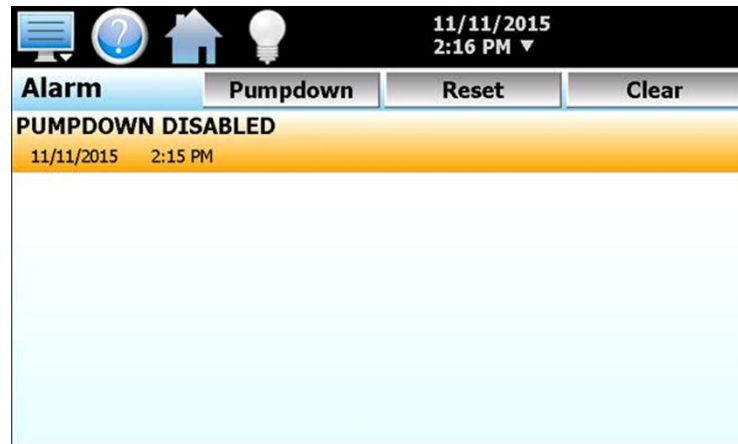 ?
11/11/2015
2:16 PM ▼
Alarm Pumpdown Reset Clear
PUMPDOWN DISABLED
11/11/2015 2:15 PM